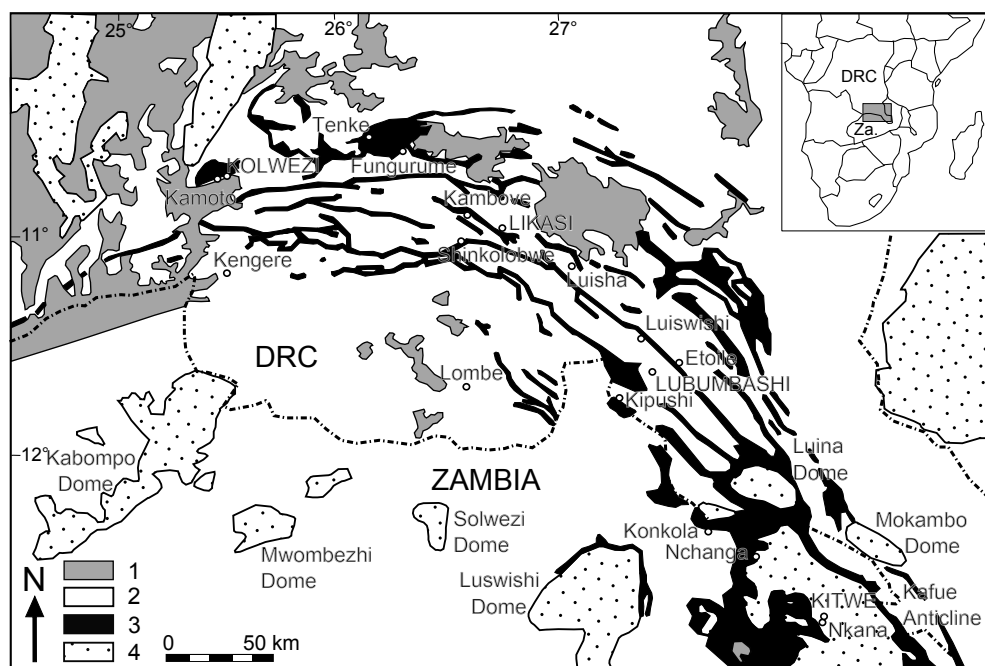 25°
26°
27°
DRC
Za.
Tenke
KOLWEZI
Fungurume
Kamoto
Kambove
LIKASI
11°
Shinkolobwe
Kengere
Luisha
Luiswishi
DRC
Etoile
Lombe
LUBUMBASHI
Kipushi
12°
Luina
Dome
Kabompo
Dome
ZAMBIA
Solwezi
Dome
Mokambo
Dome
Konkola
Nchanga
Mwombezhi
Dome
Luswishi
Dome
Kafue
Anticline
KITWE
Nkana
N
1
2
3
4
0 50 km